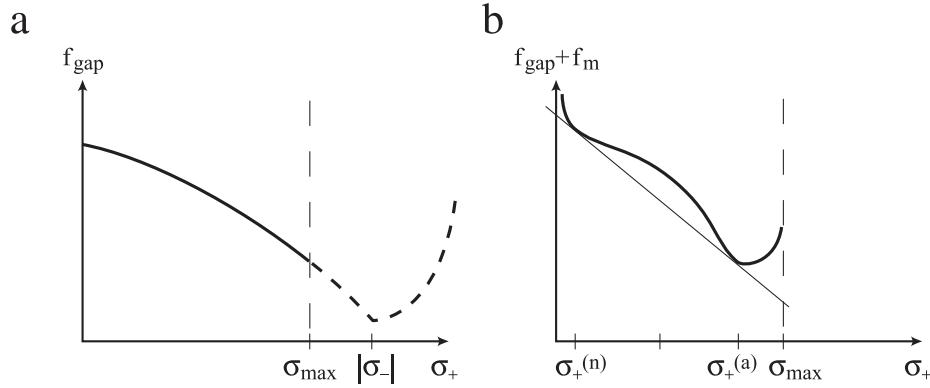 a
f_gap
σ_max
|σ_-|
σ_+
b
f_gap+f_m
σ_+^(n)
σ_+^(a)
σ_max
σ_+